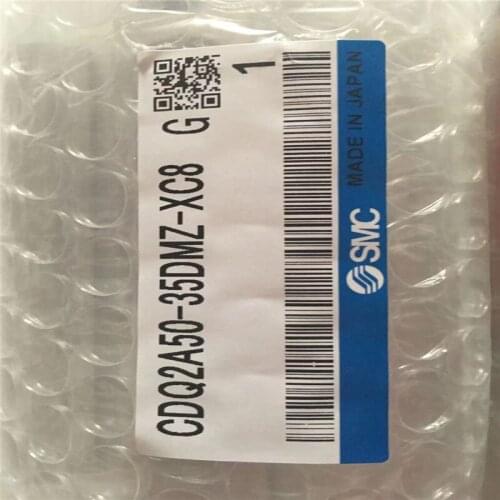 CDQ2A50-35DMZ-XC8 G
1
SMC MADE IN JAPAN